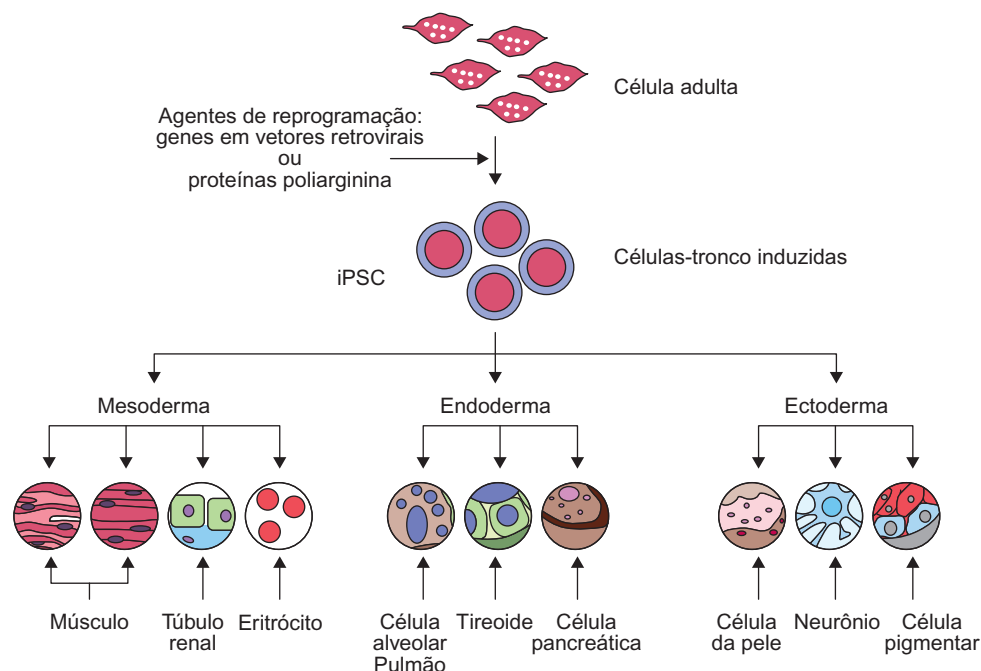 Célula adulta
Agentes de reprogramação:
genes em vetores retrovirais
ou
proteínas poliarginina
Células-tronco induzidas
iPSC
Mesoderma
Endoderma
Ectoderma
Músculo
Túbulo
renal
Eritrócito
Célula
alveolar
Pulmão
Tireoide
Célula
pancreática
Célula
da pele
Neurônio
Célula
pigmentar